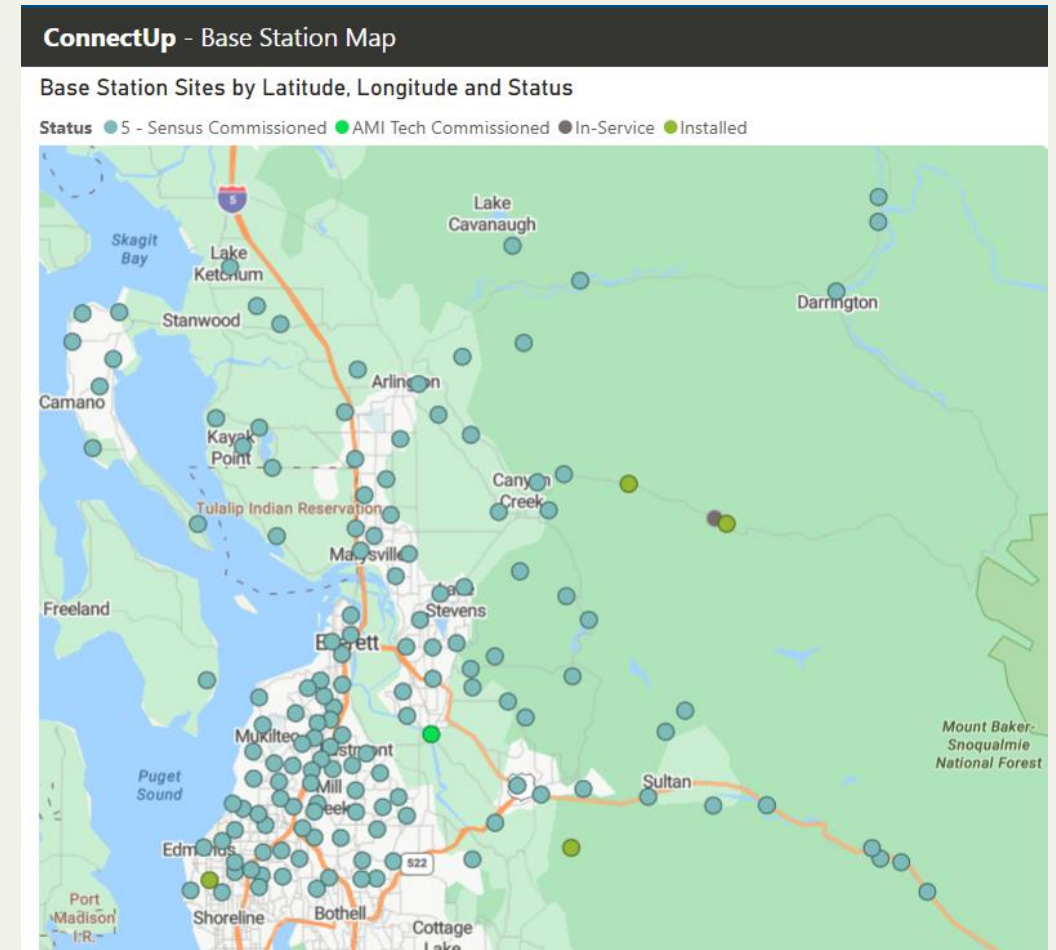 ConnectUp - Base Station Map
Base Station Sites by Latitude, Longitude and Status
Status 5 - Sensus Commissioned AMI Tech Commissioned In-Service Installed
5
Lake
Cavanaugh
Skagit
Bay
Lake
Ketchum
Stanwood
Darrington
Arlington
Camano
Kayak
Point
Canyon
Creek
Tulalip Indian Reservation
Marysville
Lake
Stevens
Freeland
Everett
Mukilteo
Eastmont
Mount Baker-
Snoqualmie
National Forest
Puget
Sound
Mill
Creek
Sultan
Edmonds
522
Port
Madison
I.R.
Shoreline
Bothell
Cottage
Lake